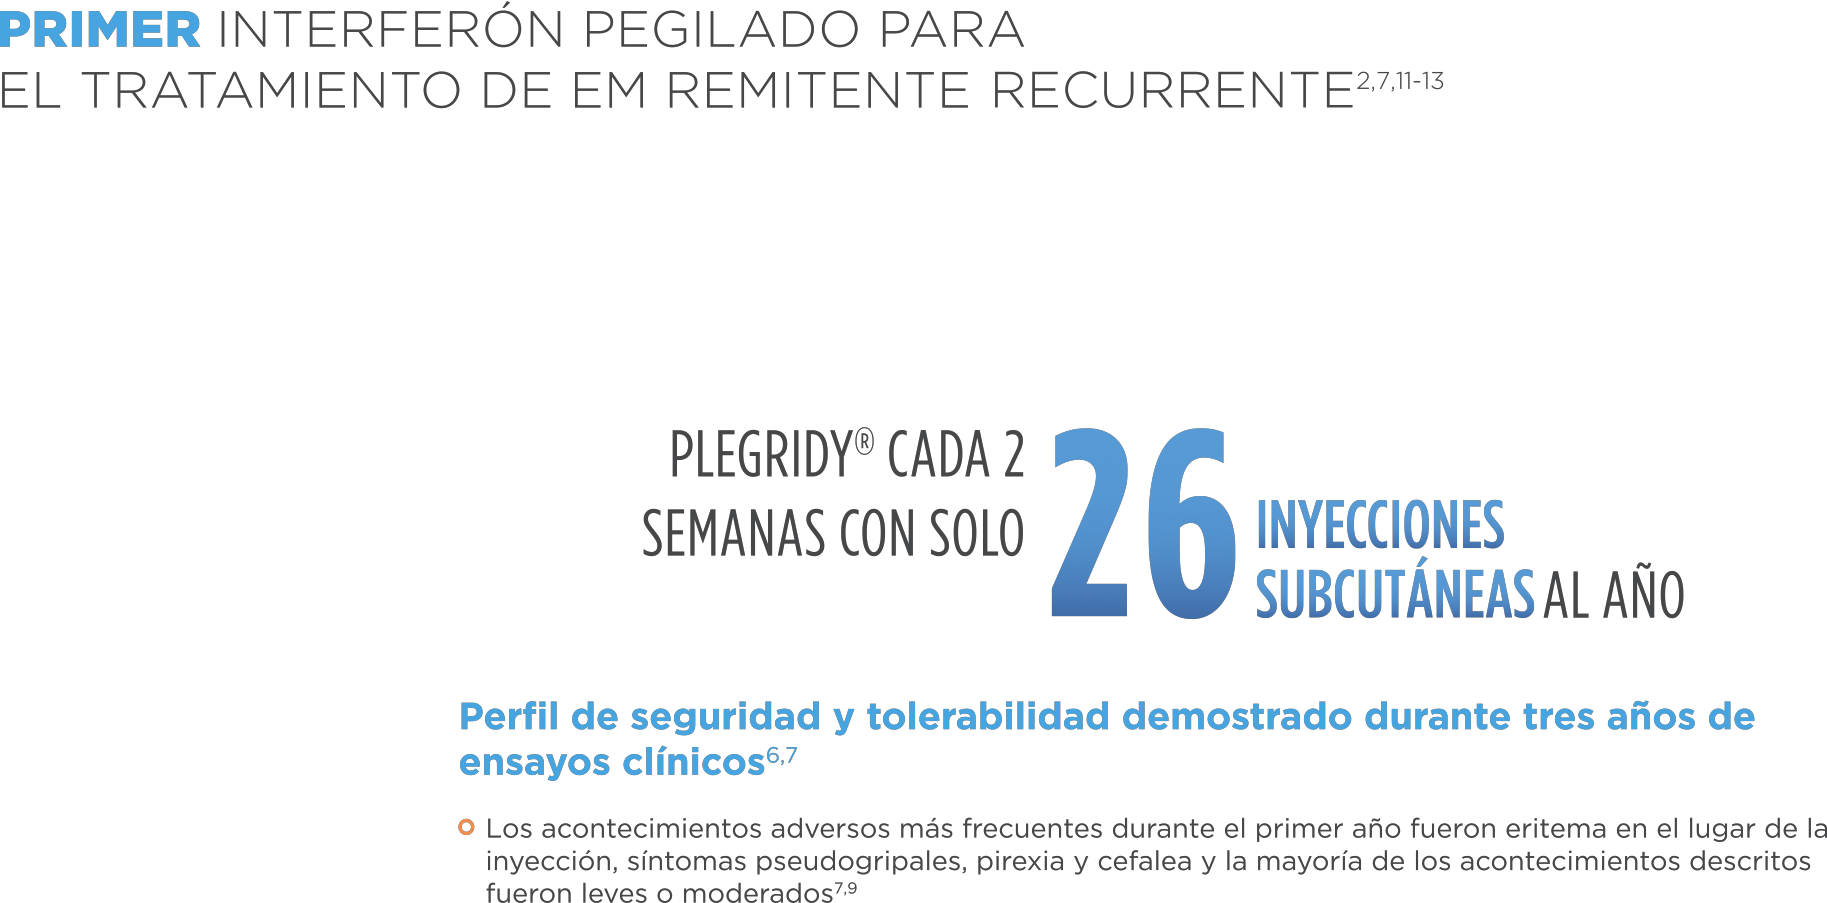 PRIMER INTERFERÓN PEGILADO PARA
EL TRATAMIENTO DE EM REMITENTE RECURRENTE2,7,11-13
PLEGRIDY® CADA 2
SEMANAS CON SOLO
26
INYECCIONES
SUBCUTÁNEAS AL AÑO
Perfil de seguridad y tolerabilidad demostrado durante tres años de
ensayos clínicos6,7
Los acontecimientos adversos más frecuentes durante el primer año fueron eritema en el lugar de la
inyección, síntomas pseudogripales, pirexia y cefalea y la mayoría de los acontecimientos descritos
fueron leves o moderados7,9